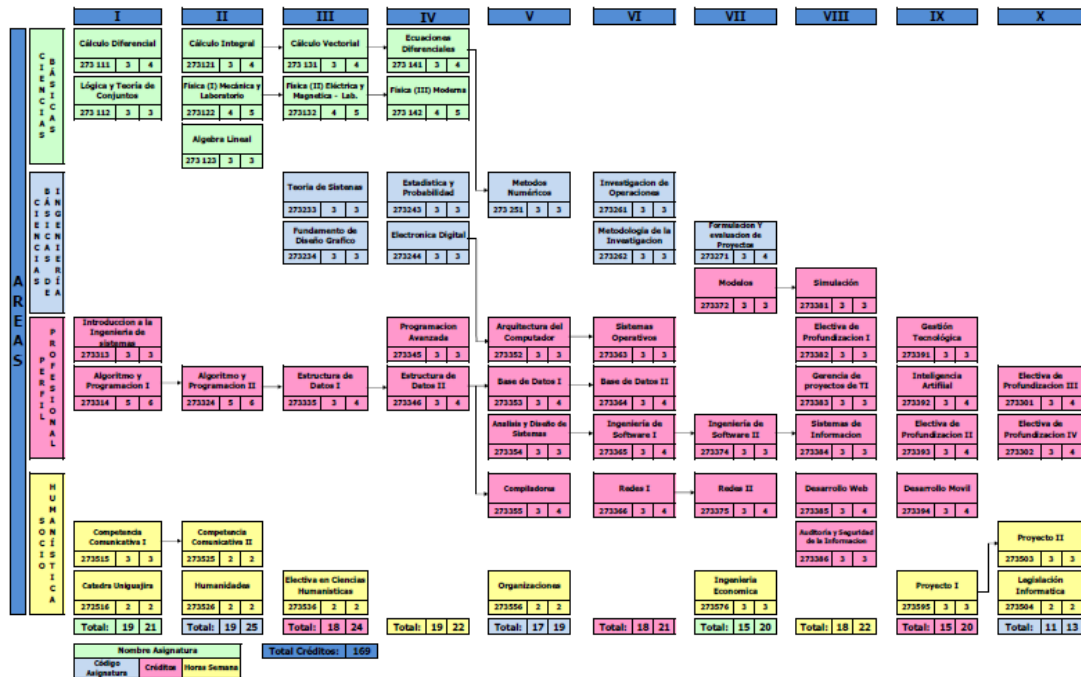 I II III IV V VI VII VIII IX X
AREAS
CIENCIAS BÁSICAS
Cálculo Diferencial
273 111 3 4
Cálculo Integral
273121 3 4
Cálculo Vectorial
273 131 3 4
Ecuaciones
Diferenciales
273 141 3 4
Lógica y Teoría de
Conjuntos
273 112 3 3
Física (I) Mecánica y
Laboratorio
273122 4 5
Física (II) Eléctrica y
Magnetica - Lab.
273132 4 5
Física (III) Moderna
273 142 4 5
Algebra Lineal
273 123 3 3
CIENCIAS BÁSICAS DE INGENIERÍA
Teoria de Sistemas
273233 3 3
Estadistica y
Probabilidad
273243 3 3
Metodos
Numéricos
273 251 3 3
Investigacion de
Operaciones
273261 3 3
Fundamento de
Diseño Grafico
273234 3 3
Electronica Digital
273244 3 3
Metodologia de la
Investigacion
273262 3 3
Formulacion Y
evaluacion de
Proyectos
273271 3 4
Modelos
273372 3 3
Simulación
273381 3 3
PERFIL PROFESIONAL
Introduccion a la
Ingenieria de
sistemas
273313 3 3
Programacion
Avanzada
273345 3 3
Arquitectura del
Computador
273352 3 3
Sistemas
Operativos
273363 3 3
Electiva de
Profundizacion I
273382 3 3
Gestión
Tecnológica
273391 3 3
Algoritmo y
Programacion I
273314 5 6
Algoritmo y
Programacion II
273324 5 6
Estructura de
Datos I
273335 3 4
Estructura de
Datos II
273346 3 4
Base de Datos I
273353 3 4
Base de Datos II
273364 3 4
Gerencia de
proyectos de TI
273383 3 3
Inteligencia
Artifiial
273392 3 4
Electiva de
Profundizacion III
273301 3 4
Analisis y Diseño de
Sistemas
273354 3 3
Ingeniería de
Software I
273365 3 4
Ingeniería de
Software II
273374 3 3
Sistemas de
Informacion
273384 3 3
Electiva de
Profundizacion II
273393 3 4
Electiva de
Profundizacion IV
273302 3 4
Compiladores
273355 3 4
Redes I
273366 3 4
Redes II
273375 3 4
Desarrollo Web
273385 3 4
Desarrollo Movil
273394 3 4
SOCIO HUMANÍSTICA
Competencia
Comunicativa I
273515 3 3
Competencia
Comunicativa II
273525 2 2
Auditoria y Seguridad
de la Informacion
273386 3 3
Proyecto II
273503 3 3
Catedra Uniguajira
272516 2 2
Humanidades
273526 2 2
Electiva en Ciencias
Humanisticas
273536 2 2
Organizaciones
273556 2 2
Ingeniería
Economica
273576 3 3
Proyecto I
273595 3 3
Legislación
Informatica
273504 2 2
Total: 19 21 Total: 19 25 Total: 18 24 Total: 19 22 Total: 17 19 Total: 18 21 Total: 15 20 Total: 18 22 Total: 15 20 Total: 11 13
Nombre Asignatura
Código
Asignatura
Créditos
Horas Semana
Total Créditos: 169